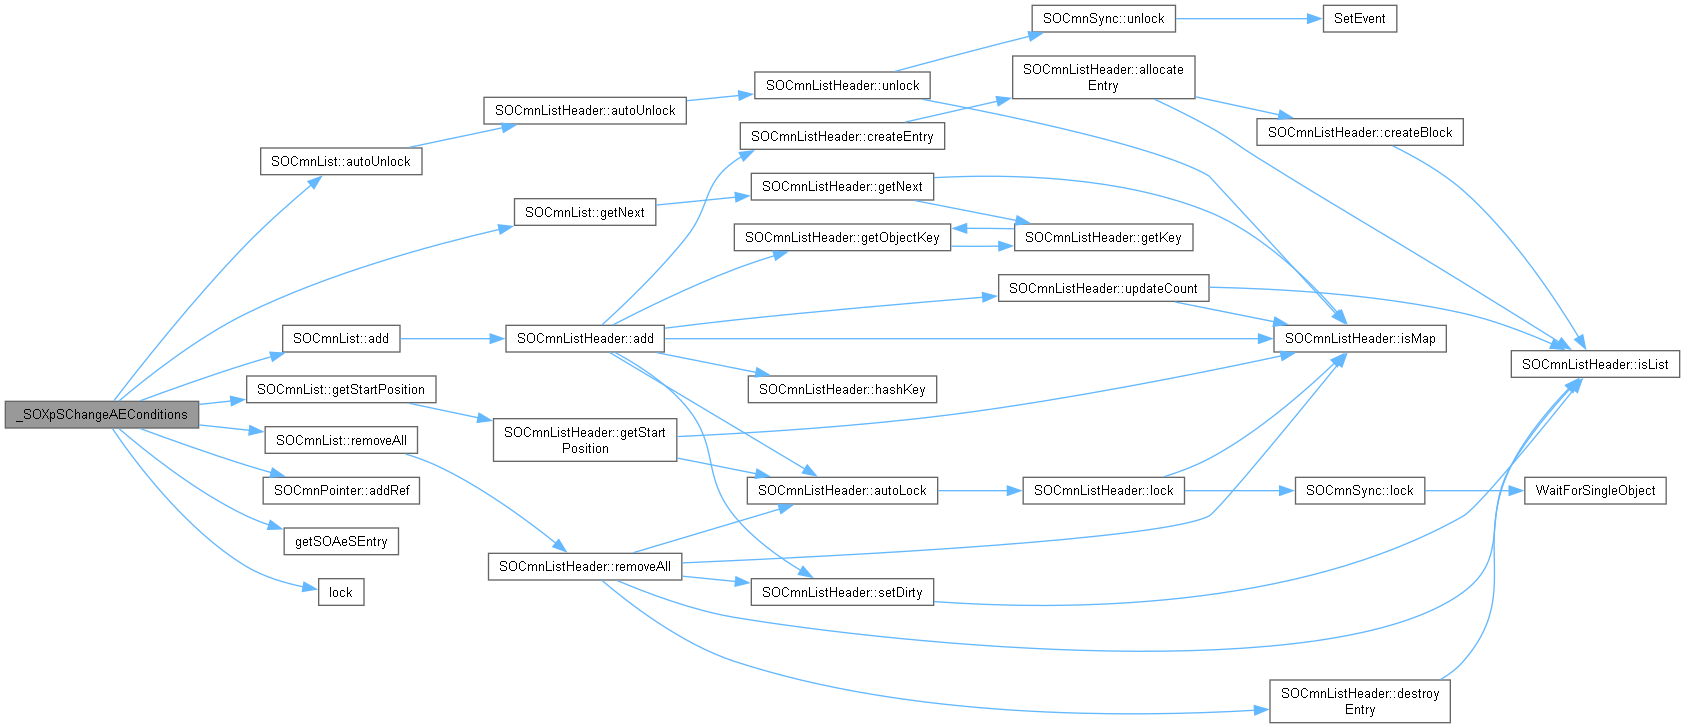 SOCmnSync::unlock
SetEvent
SOCmnListHeader::allocate
Entry
SOCmnListHeader::unlock
SOCmnListHeader::autoUnlock
SOCmnListHeader::createEntry
SOCmnListHeader::createBlock
SOCmnList::autoUnlock
SOCmnListHeader::getNext
SOCmnList::getNext
SOCmnListHeader::getObjectKey
SOCmnListHeader::getKey
SOCmnListHeader::updateCount
SOCmnList::add
SOCmnListHeader::add
SOCmnListHeader::isMap
SOCmnListHeader::isList
SOCmnList::getStartPosition
SOCmnListHeader::hashKey
_SOXpSChangeAEConditions
SOCmnList::removeAll
SOCmnListHeader::getStart
Position
SOCmnPointer::addRef
SOCmnListHeader::autoLock
SOCmnListHeader::lock
SOCmnSync::lock
WaitForSingleObject
getSOAeSEntry
SOCmnListHeader::removeAll
lock
SOCmnListHeader::setDirty
SOCmnListHeader::destroy
Entry